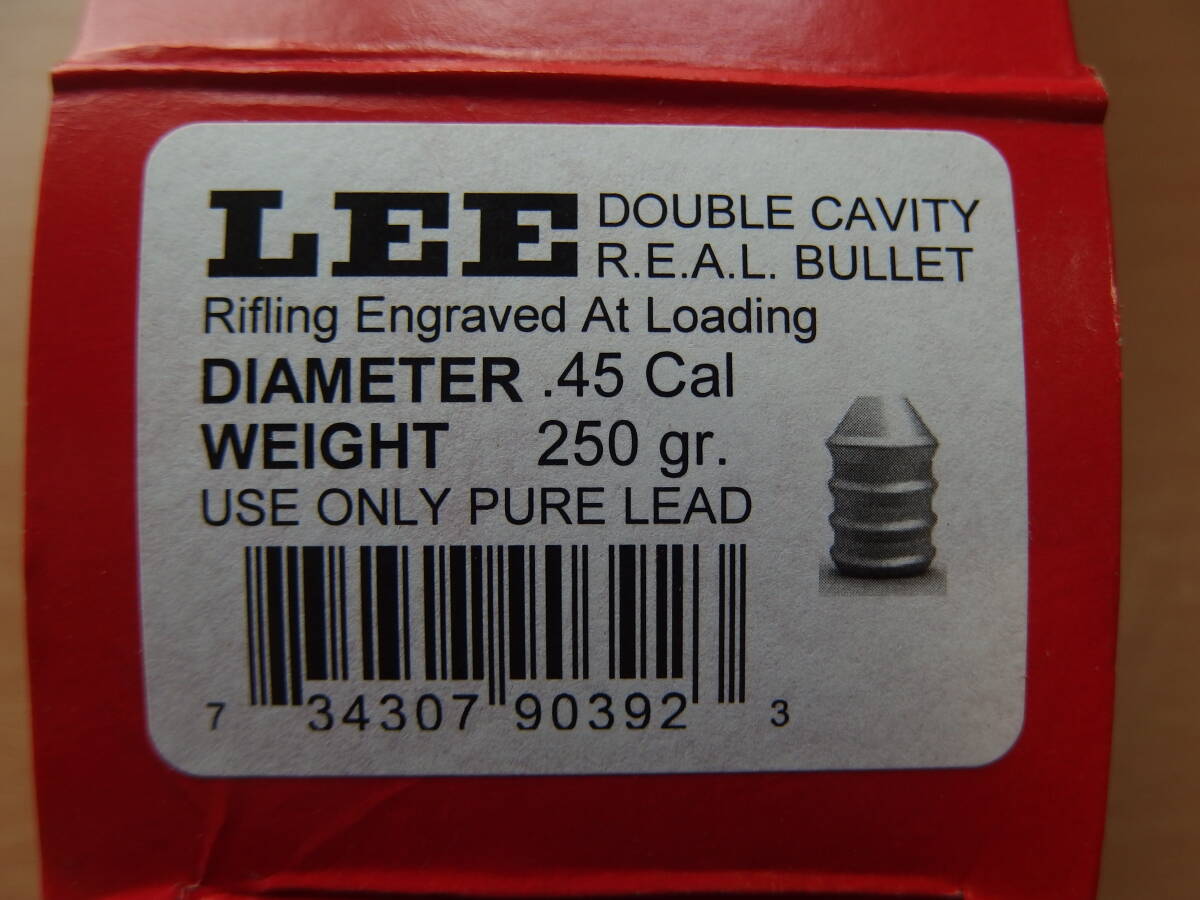 LEE DOUBLE CAVITY
R.E.A.L. BULLET
Rifling Engraved At Loading
DIAMETER .45 Cal
WEIGHT 250 gr.
USE ONLY PURE LEAD
7 34307 90392 3